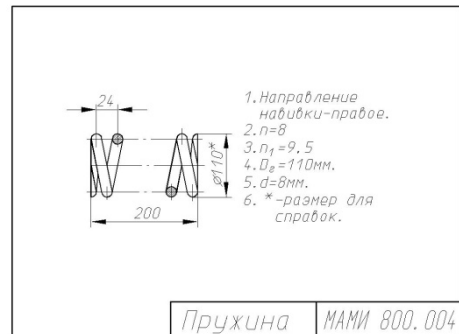 24
1. Направление
навивки-правое.
2. n=8
3. n₁=9.5
4. Dг=110мм.
5. d=8мм.
6. *-размер для
справок.
⌀110*
200
Пружина
МАМИ 800.004